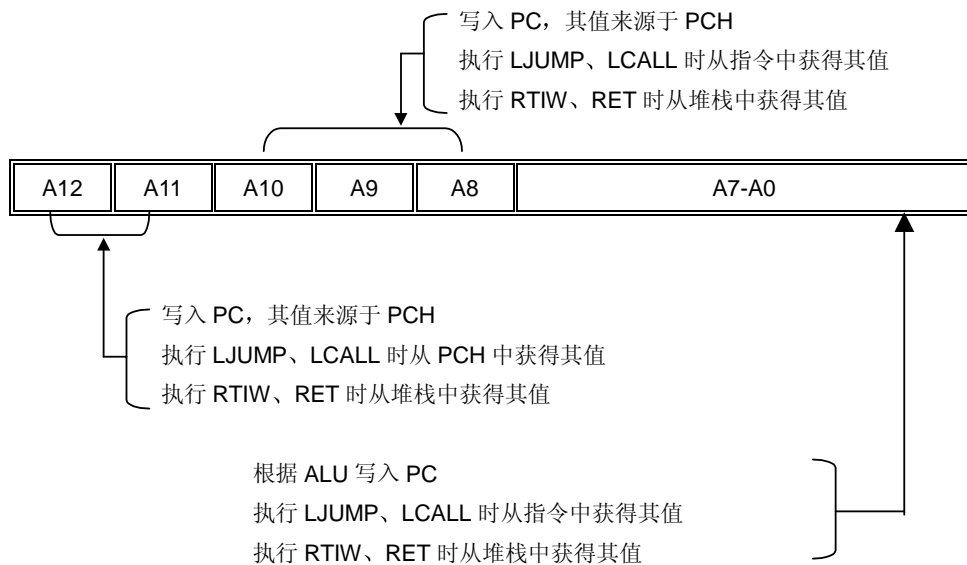 写入 PC，其值来源于 PCH
执行 LJUMP、LCALL 时从指令中获得其值
执行 RTIW、RET 时从堆栈中获得其值
A12 A11 A10 A9 A8 A7-A0
写入 PC，其值来源于 PCH
执行 LJUMP、LCALL 时从 PCH 中获得其值
执行 RTIW、RET 时从堆栈中获得其值
根据 ALU 写入 PC
执行 LJUMP、LCALL 时从指令中获得其值
执行 RTIW、RET 时从堆栈中获得其值